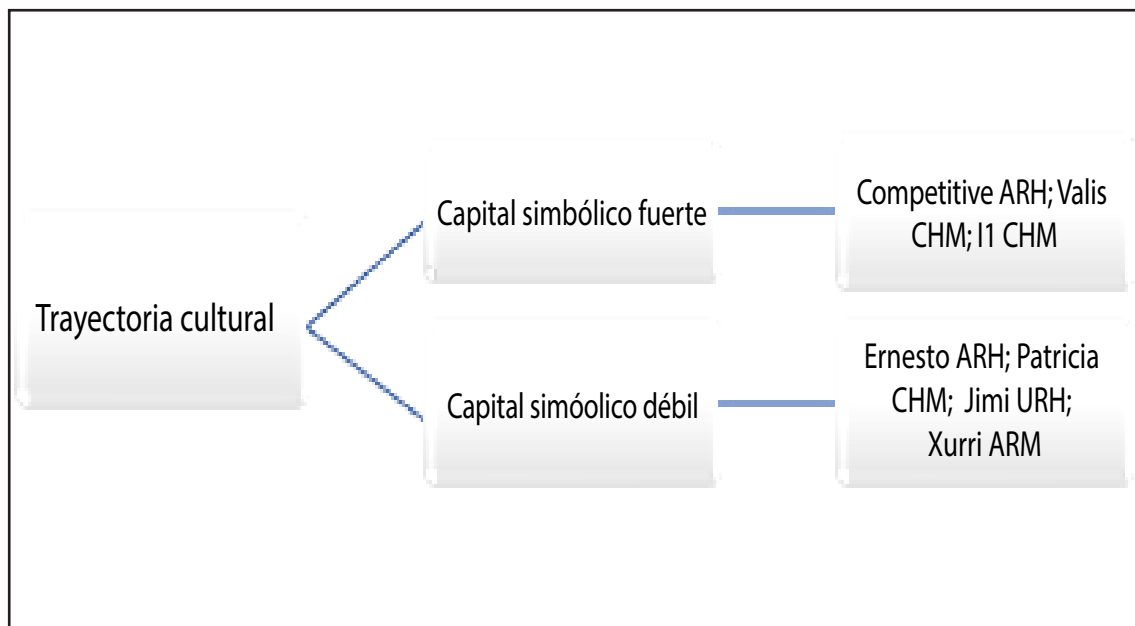 Trayectoria cultural
Capital simbólico fuerte
Competitive ARH; Valis
CHM; I1 CHM
Capital simóolico débil
Ernesto ARH; Patricia
CHM; Jimi URH;
Xurri ARM